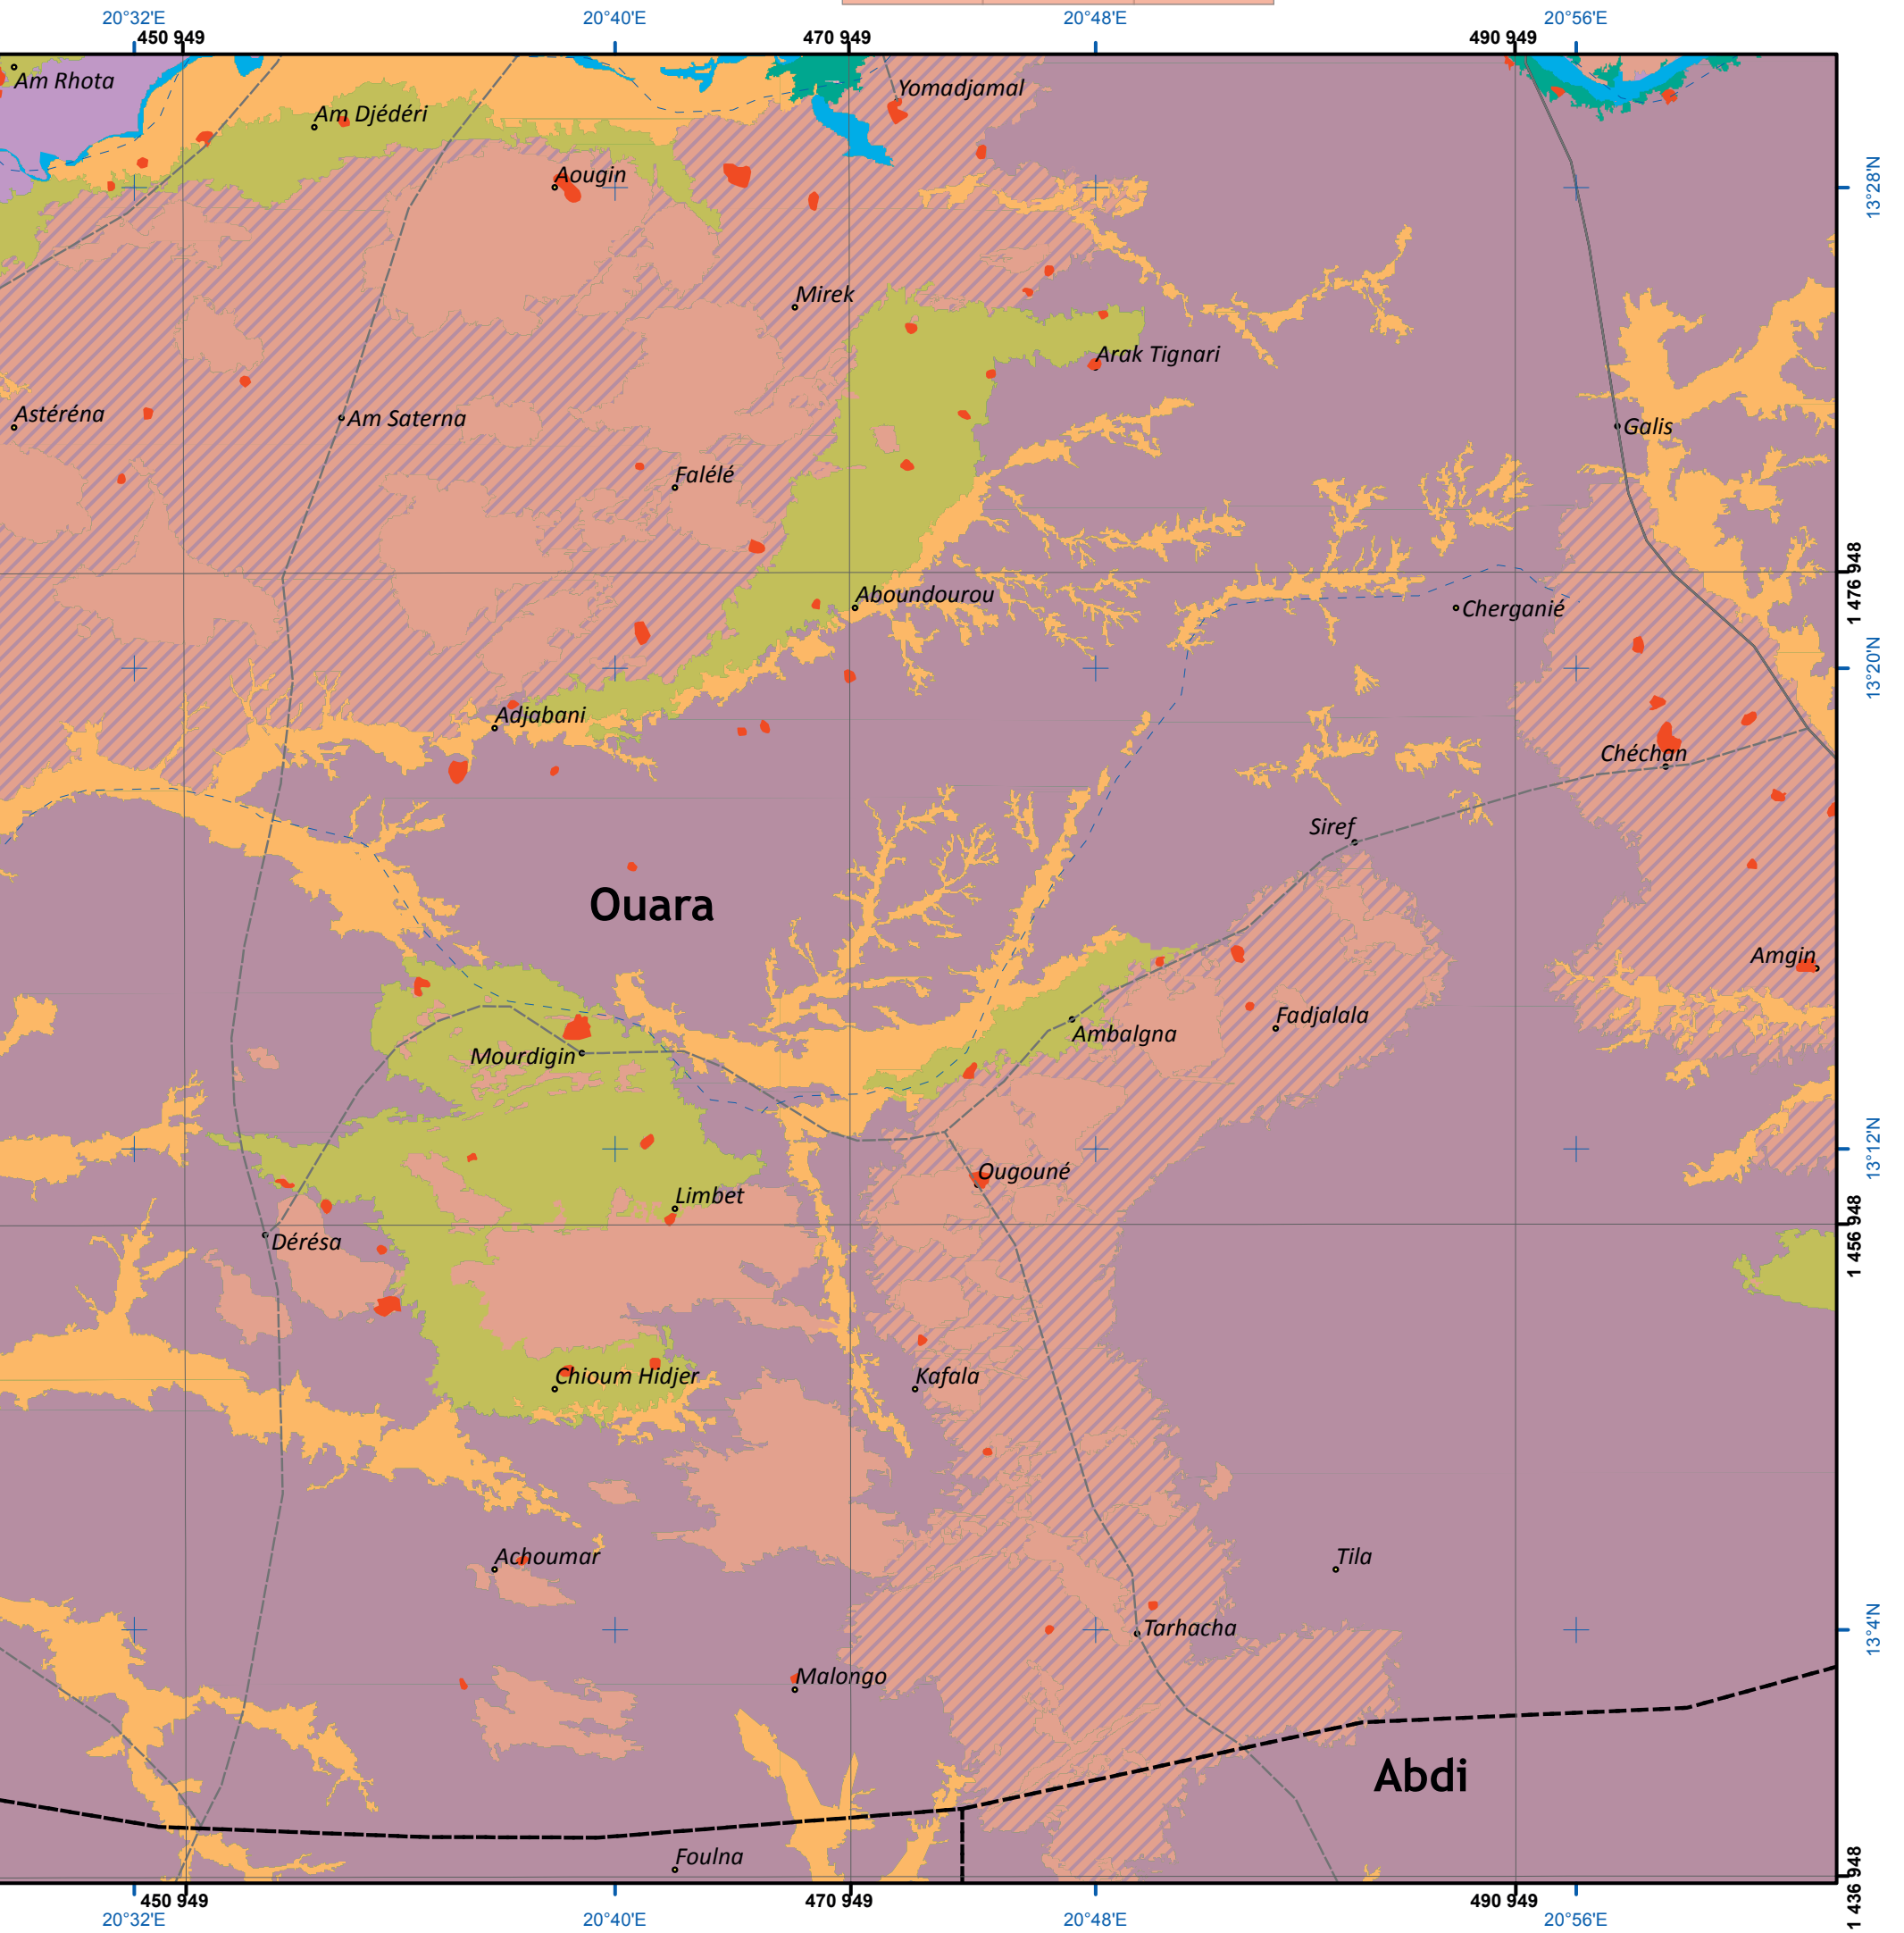 20°32'E
20°40'E
20°48'E
20°56'E
450 949
470 949
490 949
Am Rhota
Yomadjamal
Am Djédéri
Aougin
13°28'N
Mirek
Arak Tignari
Astéréna
Am Saterna
Galis
Falélé
1 476 948
Aboundourou
Cherganié
13°20'N
Adjabani
Chéchan
Siref
Ouara
Amgin
Fadjalala
Ambalgna
Mourdigin
13°12'N
Ougouné
Limbet
Dérésa
1 456 948
Chioum Hidjer
Kafala
Achoumar
Tila
Tarhacha
13°4'N
Malongo
Abdi
Foulna
1 436 948
450 949
470 949
490 949
20°32'E
20°40'E
20°48'E
20°56'E